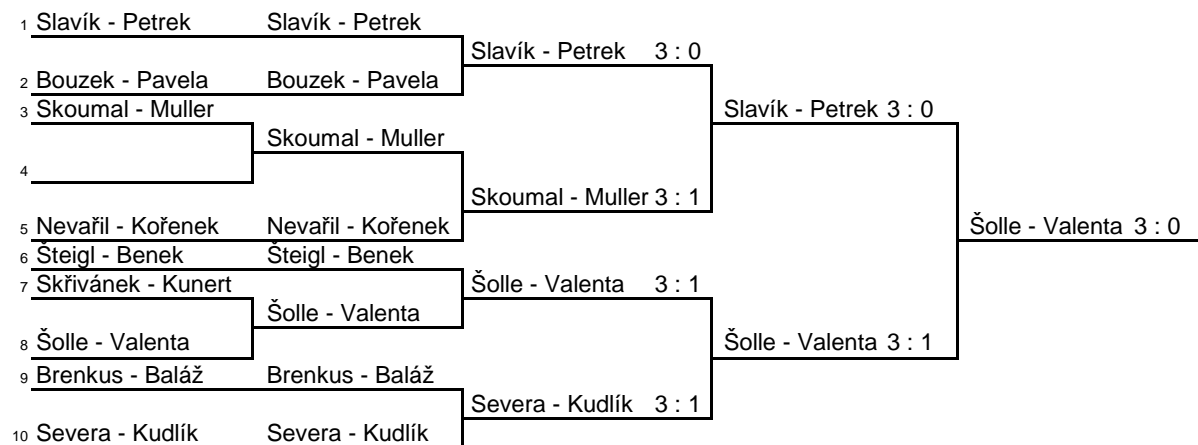 1 Slavík - Petrek Slavík - Petrek
Slavík - Petrek 3 : 0
2 Bouzek - Pavela Bouzek - Pavela
3 Skoumal - Muller
Slavík - Petrek 3 : 0
Skoumal - Muller
4
Skoumal - Muller 3 : 1
5 Nevařil - Kořenek Nevařil - Kořenek
Šolle - Valenta 3 : 0
6 Šteigl - Benek Šteigl - Benek
7 Skřivánek - Kunert
Šolle - Valenta 3 : 1
Šolle - Valenta
8 Šolle - Valenta
Šolle - Valenta 3 : 1
9 Brenkus - Baláž Brenkus - Baláž
Severa - Kudlík 3 : 1
10 Severa - Kudlík Severa - Kudlík